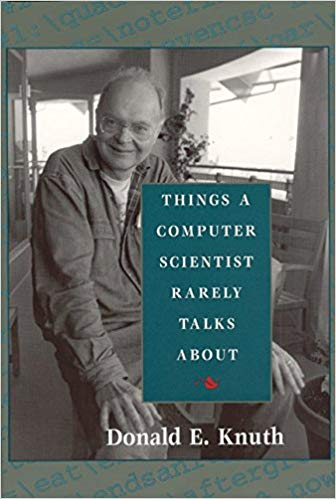 THINGS A
COMPUTER
SCIENTIST
RARELY
TALKS
ABOUT
Donald E. Knuth